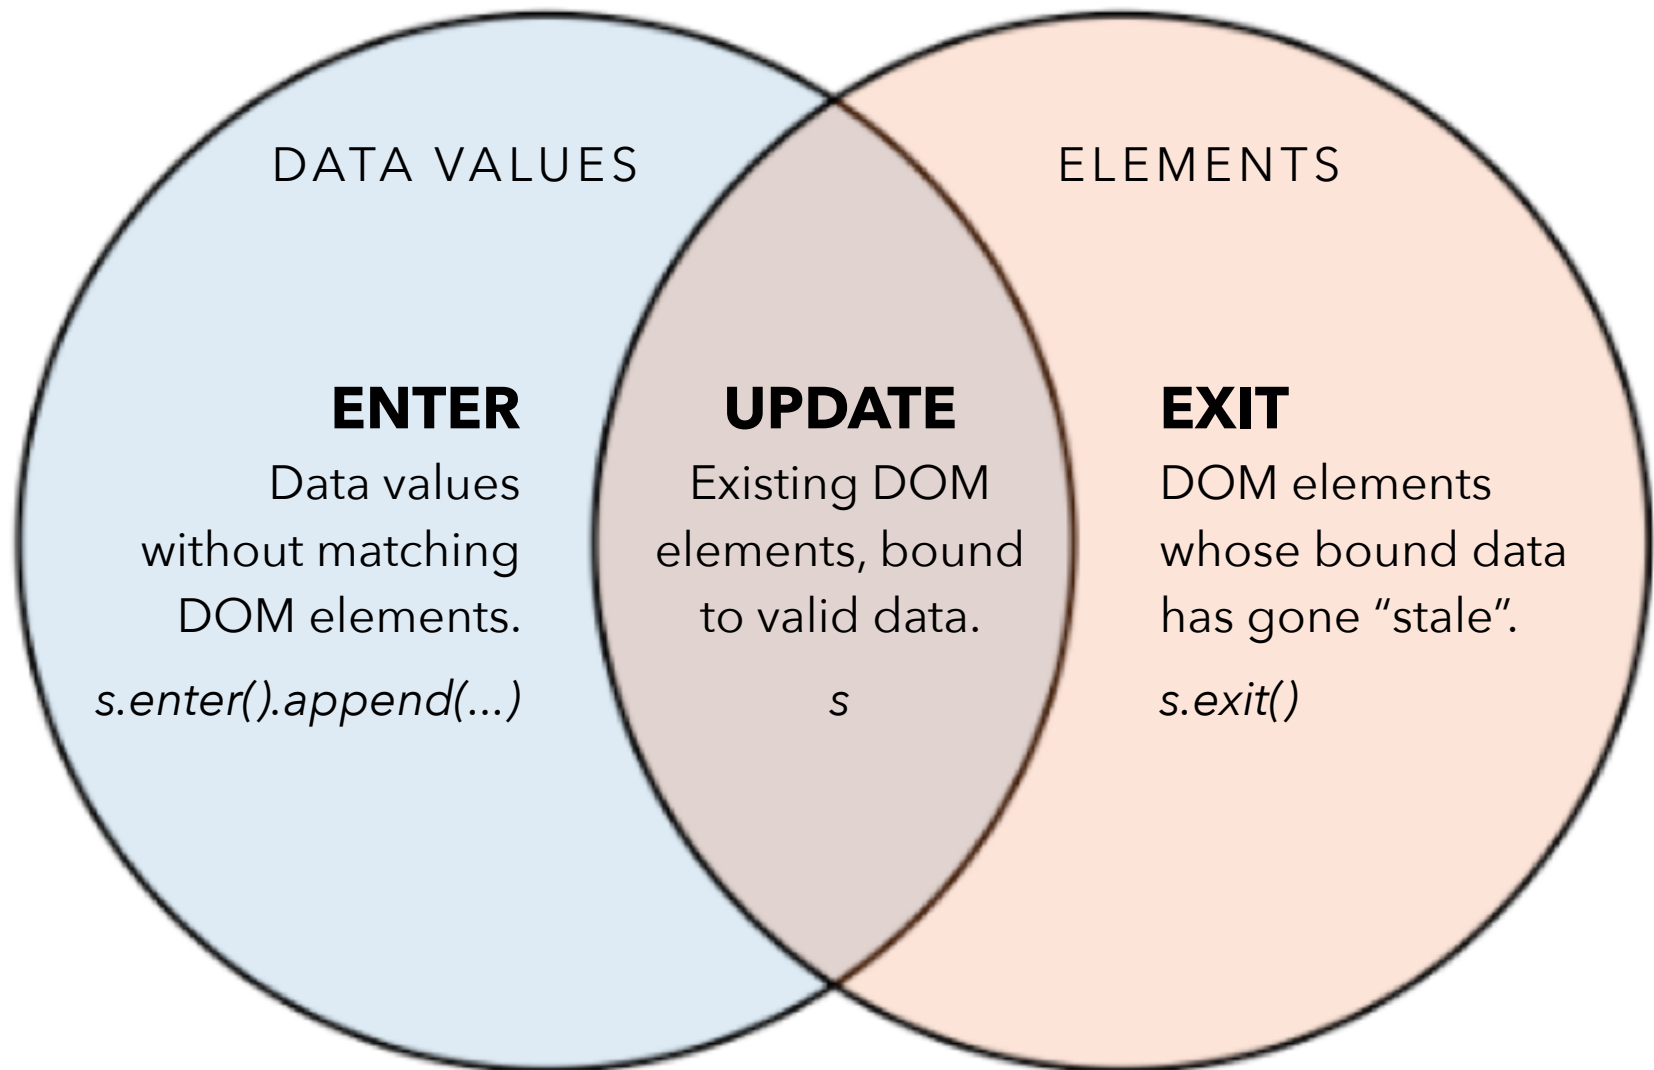 DATA VALUES
ELEMENTS
ENTER
Data values
without matching
DOM elements.
s.enter().append(...)
UPDATE
Existing DOM
elements, bound
to valid data.
s
EXIT
DOM elements
whose bound data
has gone “stale”.
s.exit()